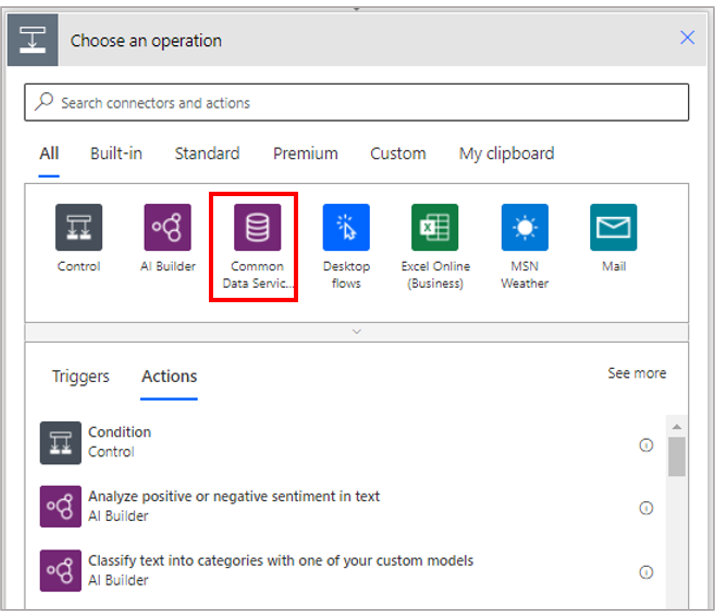 Choose an operation
Search connectors and actions
All Built-in Standard Premium Custom My clipboard
Control AI Builder Common Desktop Excel Online MSN Mail
Data Servic... flows (Business) Weather
Triggers Actions See more
Condition
Control
Analyze positive or negative sentiment in text
AI Builder
Classify text into categories with one of your custom models
AI Builder